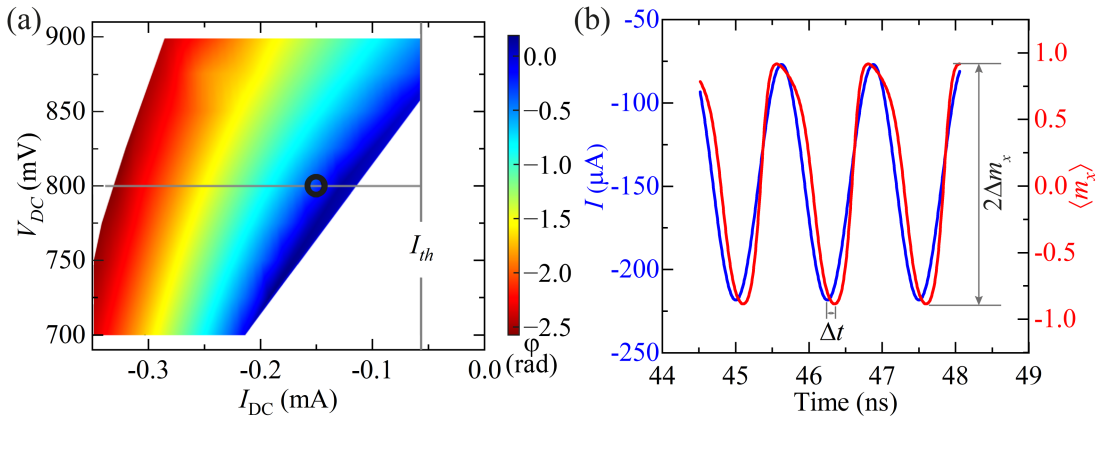 (a)
900
850
800
750
700
V_DC (mV)
-0.3
-0.2
-0.1
0.0
I_DC (mA)
I_th
0.0
−0.5
−1.0
−1.5
−2.0
−2.5
φ
(rad)
(b)
-50
-100
-150
-200
-250
I (μA)
44
45
46
47
48
49
Time (ns)
Δt
2Δm_x
1.0
0.5
0.0
-0.5
-1.0
⟨m_x⟩